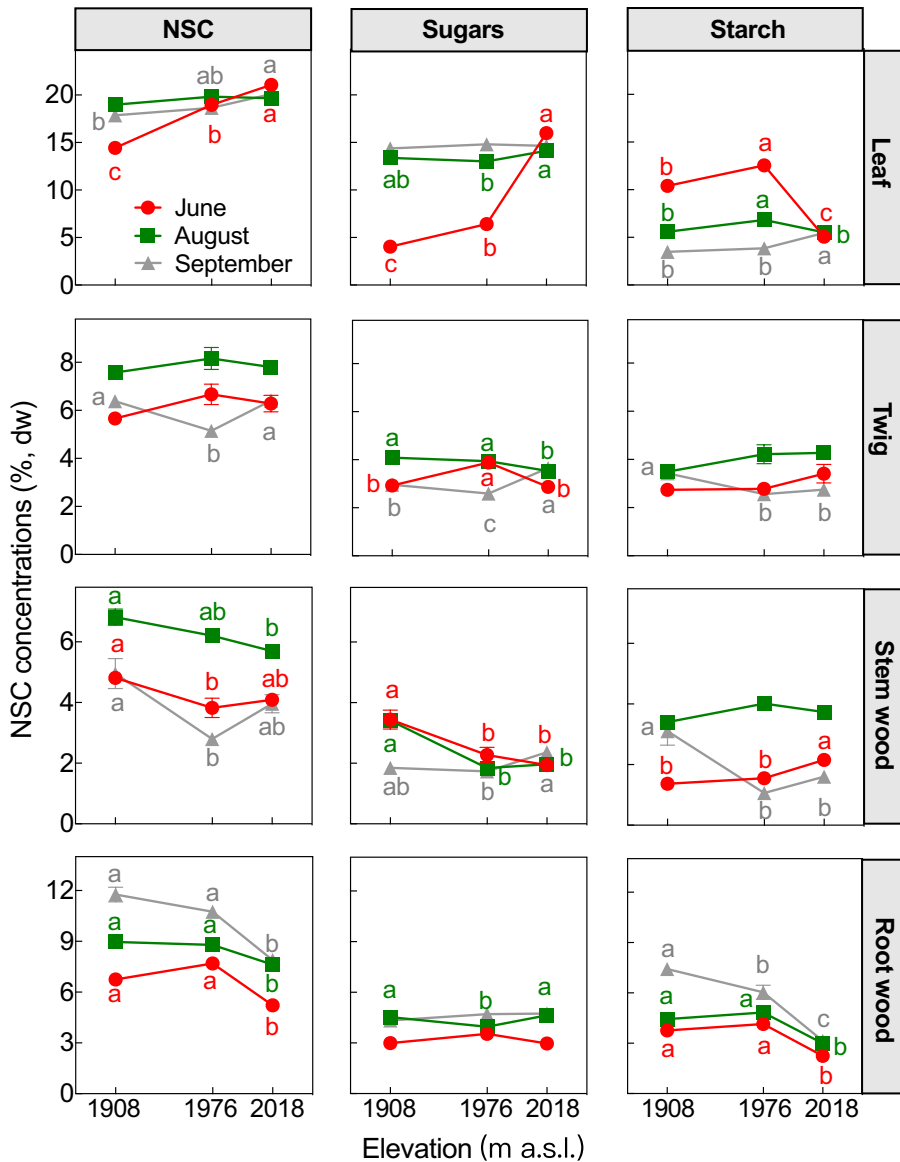 NSC Sugars Starch
NSC concentrations (%, dw)
Leaf
20
15
10
5
0
b ab a
c b a
June
August
September
a
ab b a
c b
b a c
b a b
b b a
Twig
8
6
4
2
0
a b a
a a b
b a b
b c a
a b b
Stem wood
6
4
2
0
a ab b
a b ab
a b ab
a b b
a b b
ab b a
a b b a
b b
Root wood
12
9
6
3
0
a a b
a a b
a a b
a b a
a b c
a a b
a a b
1908 1976 2018 1908 1976 2018 1908 1976 2018
Elevation (m a.s.l.)